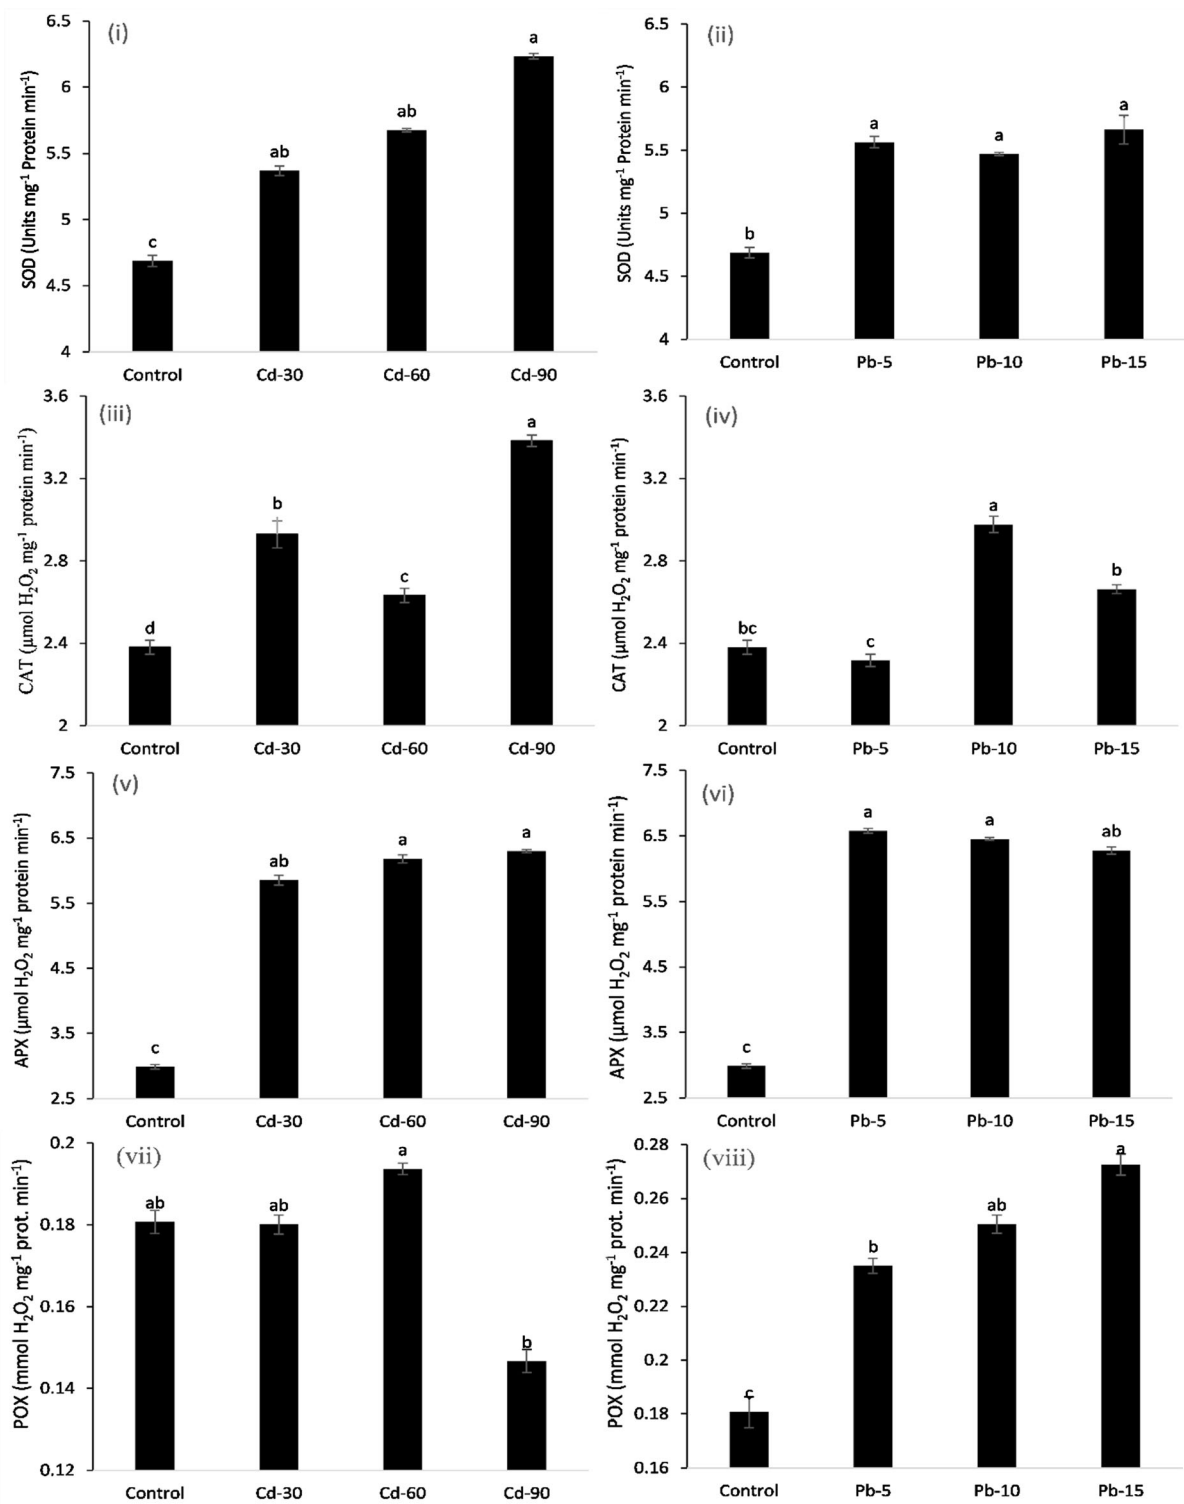 (i)
SOD (Units mg-1 Protein min-1)
6.5
6
5.5
5
4.5
4
c
ab
ab
a
Control Cd-30 Cd-60 Cd-90
(ii)
SOD (Units mg-1 Protein min-1)
6.5
6
5.5
5
4.5
4
b
a
a
a
Control Pb-5 Pb-10 Pb-15
(iii)
CAT (μmol H2O2 mg-1 protein min-1)
3.6
3.2
2.8
2.4
2
d
b
c
a
Control Cd-30 Cd-60 Cd-90
(iv)
CAT (μmol H2O2 mg-1 protein min-1)
3.6
3.2
2.8
2.4
2
bc
c
a
b
Control Pb-5 Pb-10 Pb-15
(v)
APX (μmol H2O2 mg-1 protein min-1)
7.5
6.5
5.5
4.5
3.5
2.5
c
ab
a
a
Control Cd-30 Cd-60 Cd-90
(vi)
APX (μmol H2O2 mg-1 protein min-1)
7.5
6.5
5.5
4.5
3.5
2.5
c
a
a
ab
Control Pb-5 Pb-10 Pb-15
(vii)
POX (mmol H2O2 mg-1 prot. min-1)
0.2
0.18
0.16
0.14
0.12
ab
ab
a
b
Control Cd-30 Cd-60 Cd-90
(viii)
POX (mmol H2O2 mg-1 prot. min-1)
0.28
0.26
0.24
0.22
0.2
0.18
0.16
c
b
ab
a
Control Pb-5 Pb-10 Pb-15